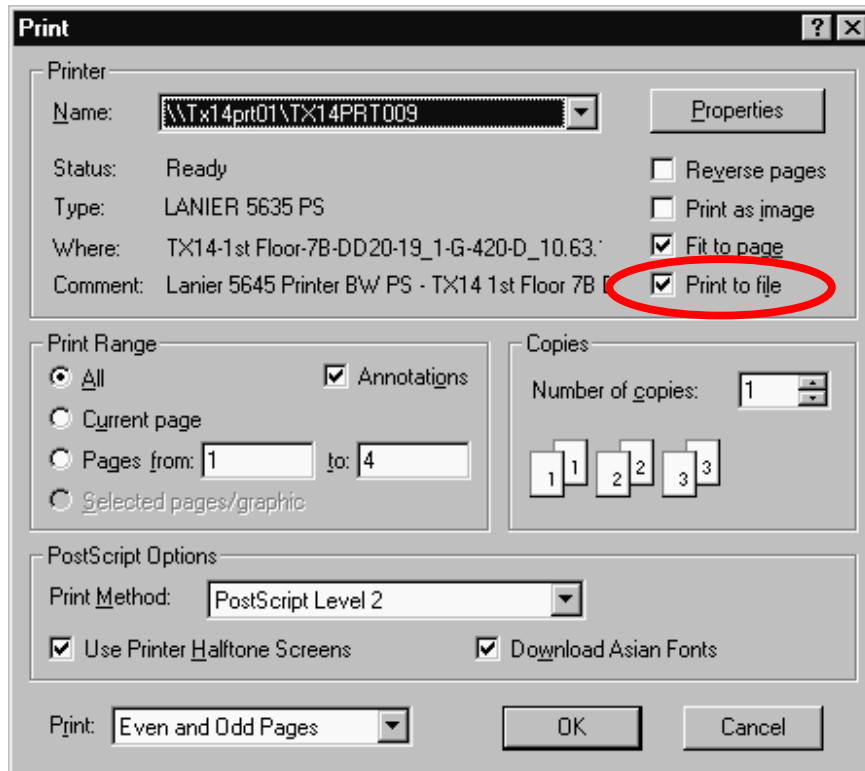 Print
Printer
Name: \\Tx14prt01\TX14PRT009 Properties
Status: Ready Reverse pages
Type: LANIER 5635 PS Print as image
Where: TX14-1st Floor-7B-DD20-19_1-G-420-D_10.63. Fit to page
Comment: Lanier 5645 Printer BW PS - TX14 1st Floor 7B Print to file
Print Range Copies
All Annotations Number of copies: 1
Current page
Pages from: 1 to: 4 1 1 2 2 3 3
Selected pages/graphic
PostScript Options
Print Method: PostScript Level 2
Use Printer Halftone Screens Download Asian Fonts
Print: Even and Odd Pages OK Cancel